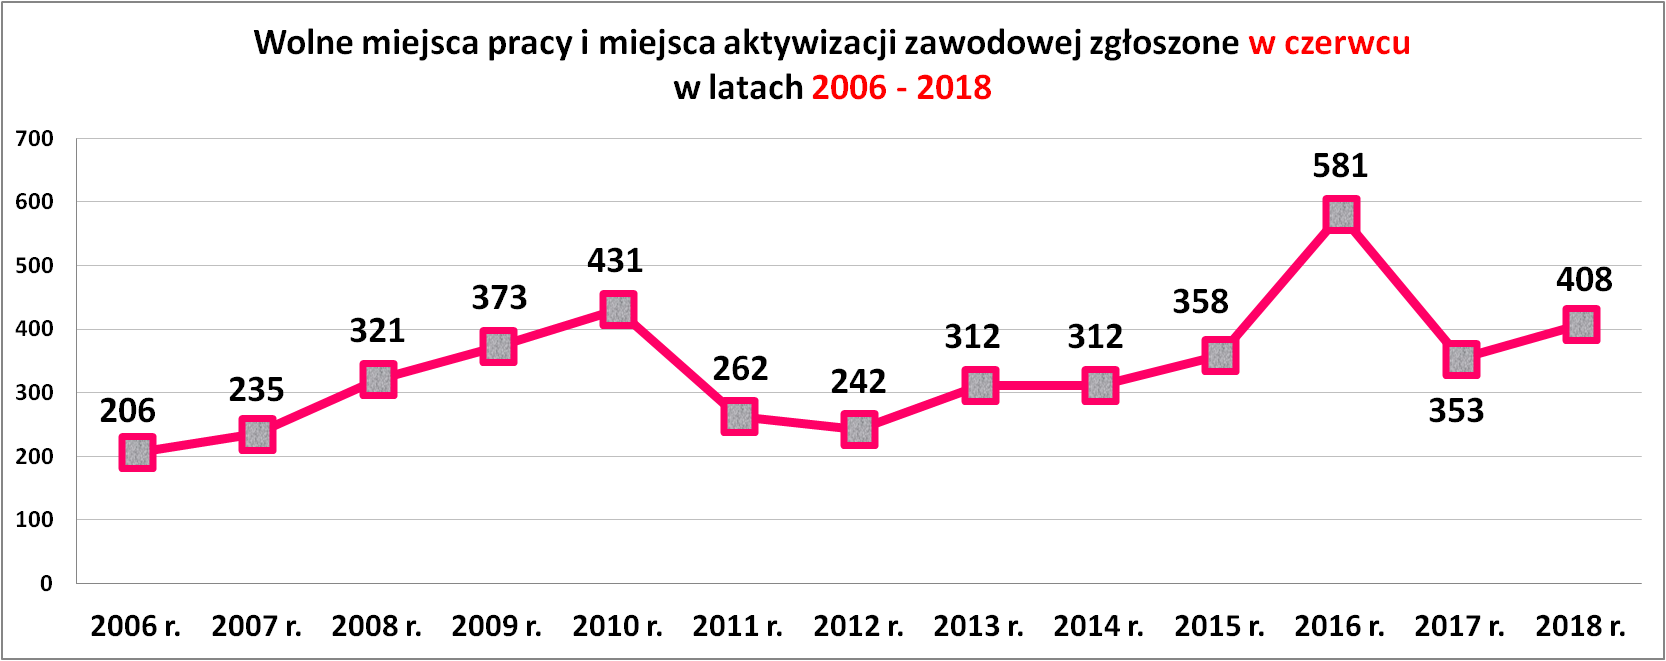 Wolne miejsca pracy i miejsca aktywizacji zawodowej zgłoszone w czerwcu
w latach 2006 - 2018
700
600
500
400
300
200
100
0
206
235
321
373
431
262
242
312
312
358
581
353
408
2006 r.
2007 r.
2008 r.
2009 r.
2010 r.
2011 r.
2012 r.
2013 r.
2014 r.
2015 r.
2016 r.
2017 r.
2018 r.